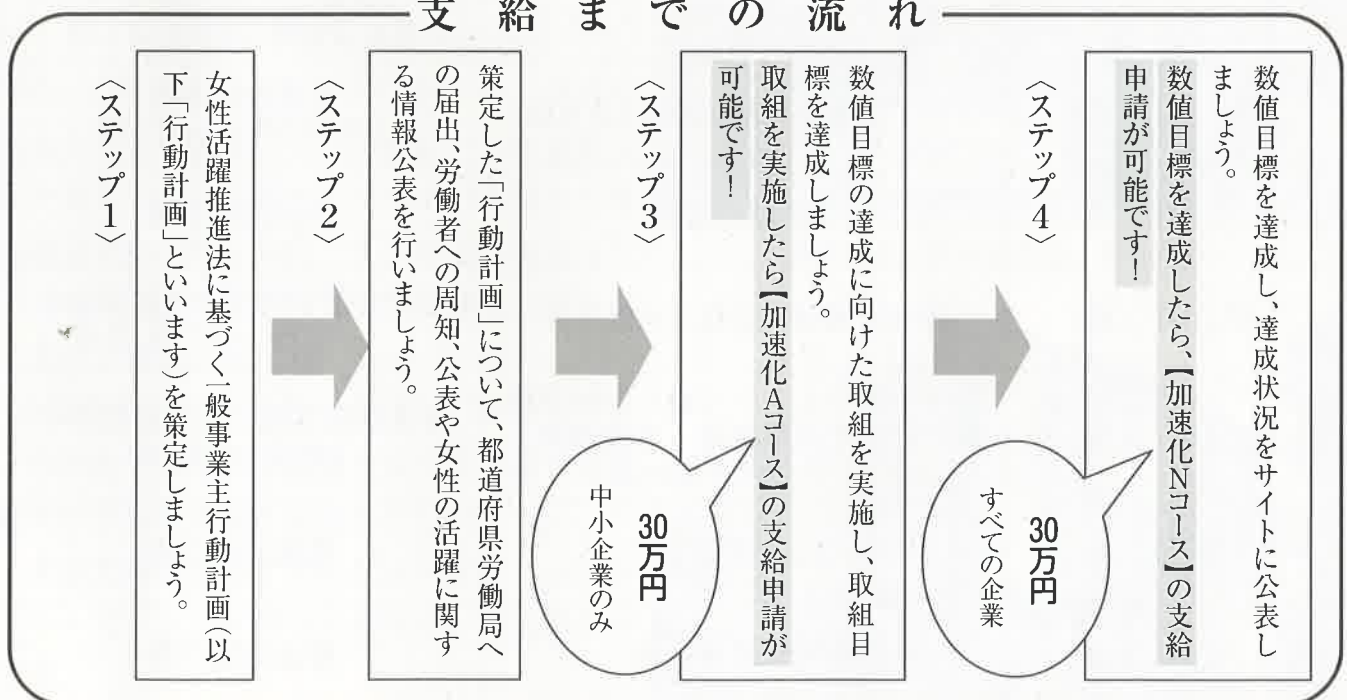 支給までの流れ
〈ステップ1〉
女性活躍推進法に基づく一般事業主行動計画(以
下「行動計画」といいます)を策定しましょう。
〈ステップ2〉
策定した「行動計画」について、都道府県労働局へ
の届出、労働者への周知、公表や女性の活躍に関す
る情報公表を行いましょう。
〈ステップ3〉
数値目標の達成に向けた取組を実施し、取組目
標を達成しましょう。
取組を実施したら【加速化Aコース】の支給申請が
可能です!
30万円
中小企業のみ
〈ステップ4〉
数値目標を達成し、達成状況をサイトに公表し
ましょう。
数値目標を達成したら、【加速化Nコース】の支給
申請が可能です!
30万円
すべての企業